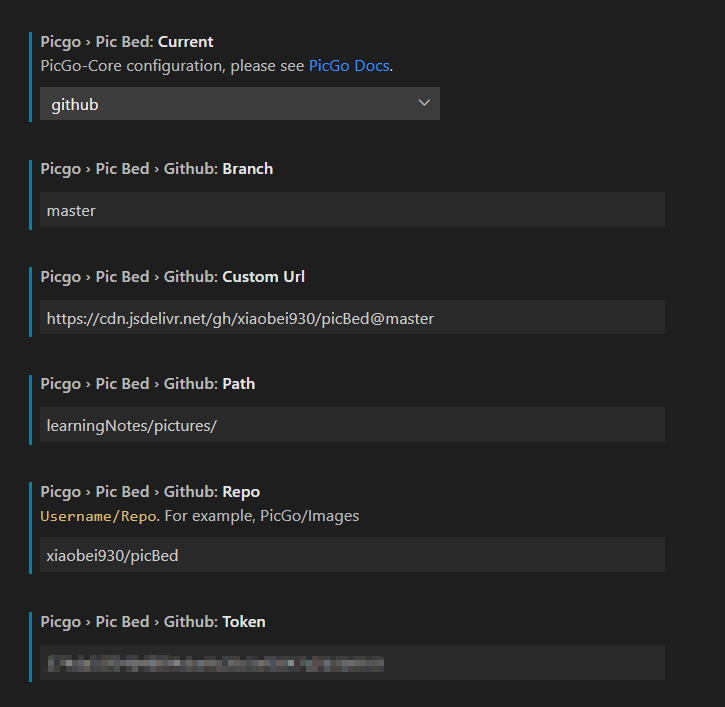 Picgo › Pic Bed: Current
PicGo-Core configuration, please see PicGo Docs.
github
Picgo › Pic Bed › Github: Branch
master
Picgo › Pic Bed › Github: Custom Url
https://cdn.jsdelivr.net/gh/xiaobei930/picBed@master
Picgo › Pic Bed › Github: Path
learningNotes/pictures/
Picgo › Pic Bed › Github: Repo
Username/Repo. For example, PicGo/Images
xiaobei930/picBed
Picgo › Pic Bed › Github: Token